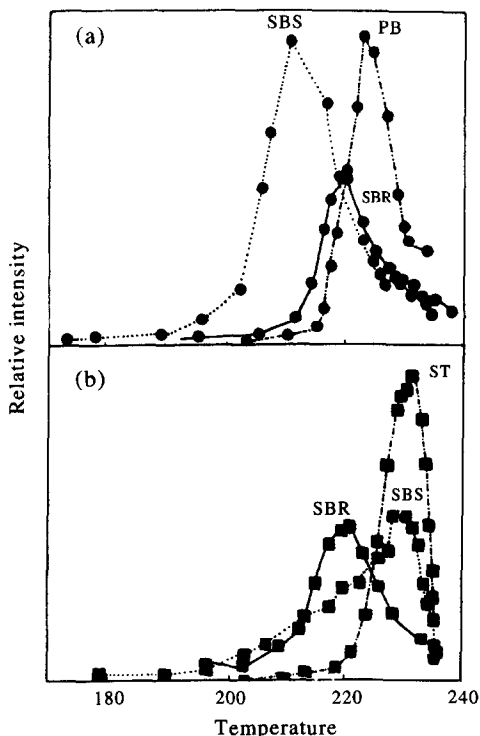 (a)
SBS
PB
SBR
Relative intensity
(b)
ST
SBS
SBR
180 200 220 240
Temperature